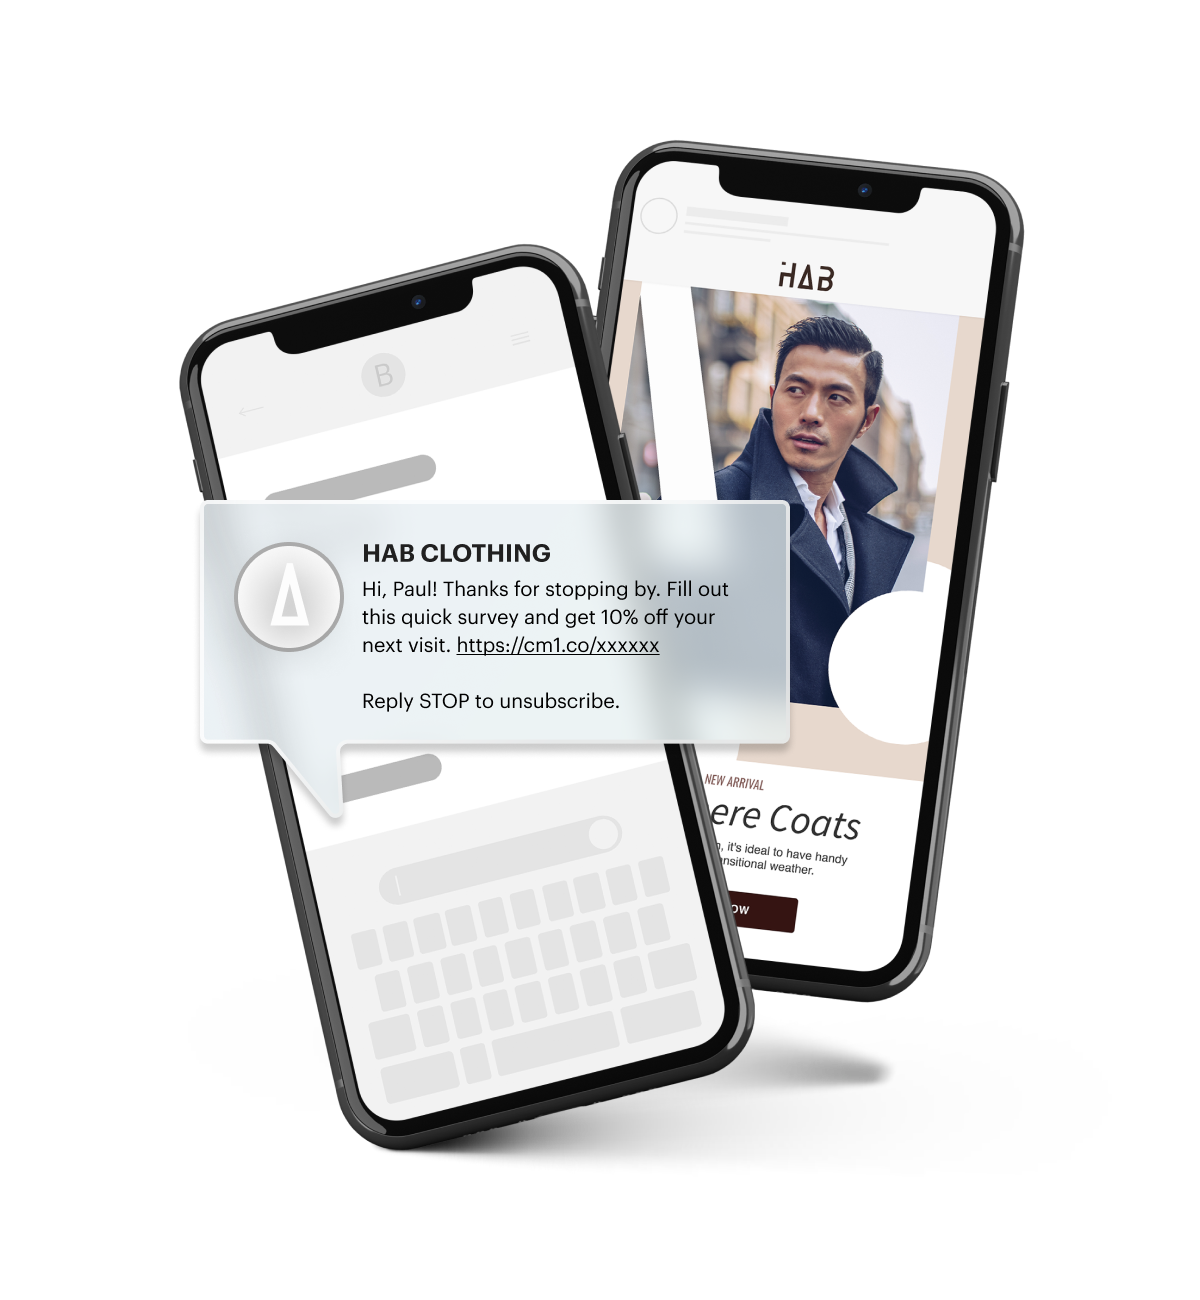 HAB
B
HAB CLOTHING
Hi, Paul! Thanks for stopping by. Fill out
this quick survey and get 10% off your
next visit. https://cm1.co/xxxxxx
Reply STOP to unsubscribe.
NEW ARRIVAL
ere Coats
, it's ideal to have handy
nsitional weather.
OW